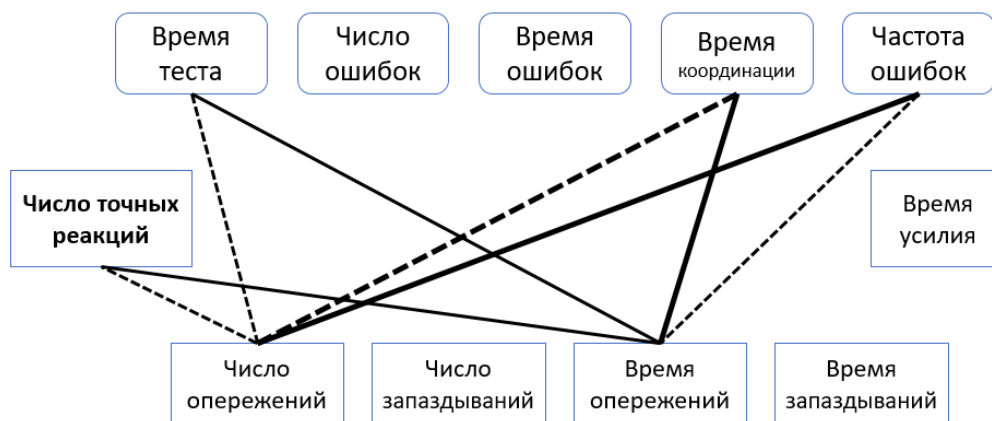 Время
теста
Число
ошибок
Время
ошибок
Время
координации
Частота
ошибок
Число точных
реакций
Время
усилия
Число
опережений
Число
запаздываний
Время
опережений
Время
запаздываний